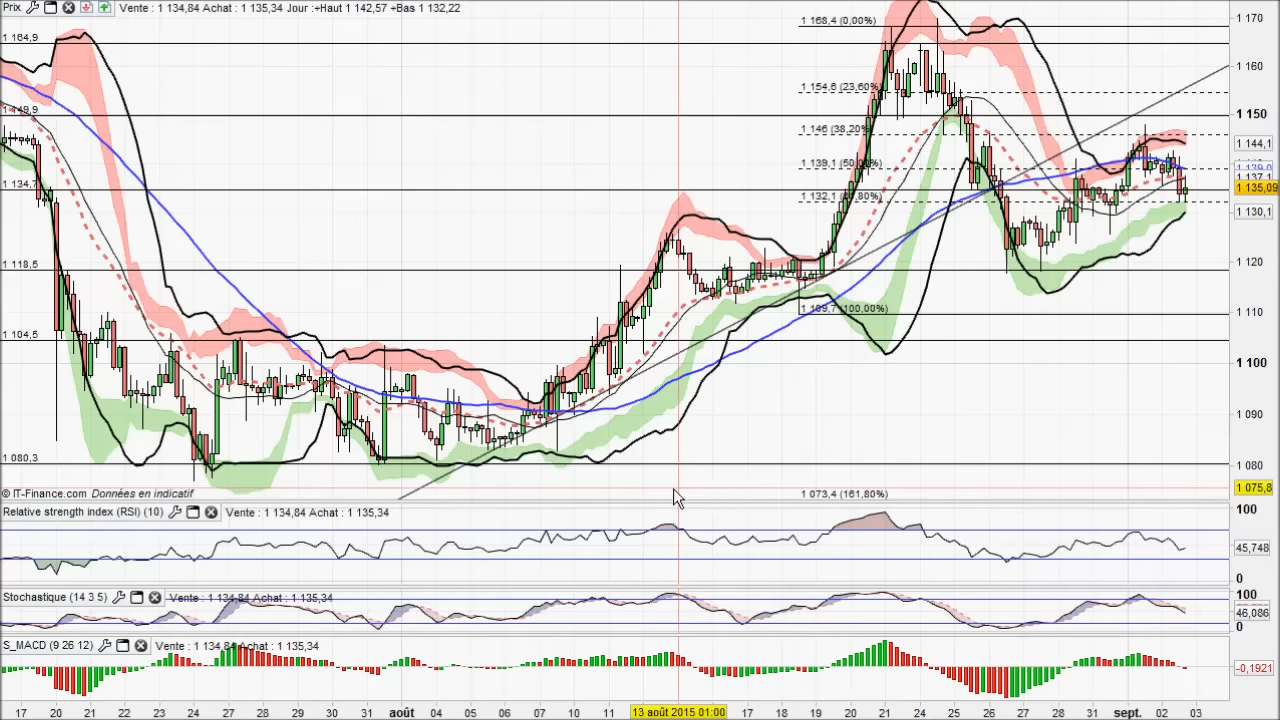 Prix Vente : 1 134,84 Achat : 1 135,34 Jour :+Haut 1 142,57 +Bas 1 132,22
1 168,4 (0,00%)
1 170
1 164,9
1 160
1 154,6 (23,60%)
1 149,9
1 150
1 146 (38,20%)
1 144,1
1 139,1 (50,00%)
1 139,0
1 137,1
1 134,7
1 135,09
1 132,1
1 130,1
1 118,5
1 120
1 109,7 (100,00%)
1 110
1 104,5
1 100
1 090
1 080,3
1 080
© IT-Finance.com Données en indicatif
1 073,4 (161,80%)
1 075,8
Relative strength index (RSI) (10) Vente : 1 134,84 Achat : 1 135,34
100
45,748
0
Stochastique (14 3 5) Vente : 1 134,84 Achat : 1 135,34
100
46,086
0
S_MACD (9 26 12) Vente : 1 134,84 Achat : 1 135,34
-0,1921
17 20 21 22 23 24 27 28 29 30 31 août 04 05 06 07 10 11 13 août 2015 01:00 17 18 19 20 21 24 25 26 27 28 31 sept. 02 03